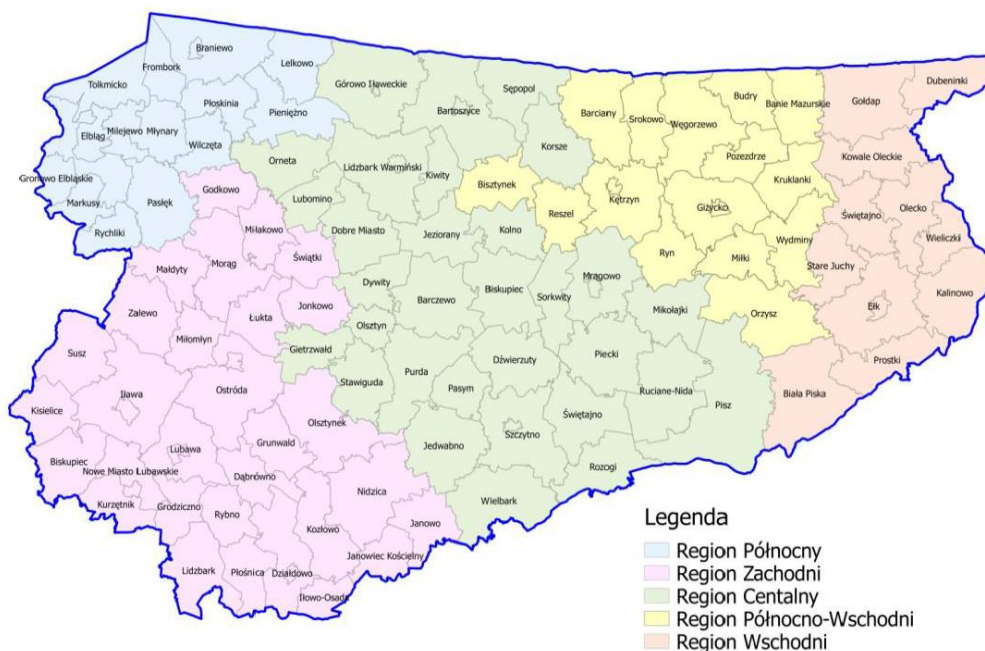 Braniewo
Lelkowo
Frombork
Tolkmicko
Płoskinia
Pieniężno
Elbląg
Milejewo
Młynary
Wilczęta
Gronowo Elbląskie
Markusy
Pasłęk
Rychliki
Godkowo
Górowo Iławeckie
Sępopol
Bartoszyce
Korsze
Orneta
Lidzbark Warmiński
Kiwity
Lubomino
Bisztynek
Reszel
Barciany
Srokowo
Węgorzewo
Budry
Banie Mazurskie
Gołdap
Dubeninki
Pozezdrze
Kowale Oleckie
Kruklanki
Kętrzyn
Giżycko
Świętajno
Olecko
Wieliczki
Wydminy
Ryn
Miłki
Stare Juchy
Kalinowo
Ełk
Orzysz
Prostki
Biała Piska
Miłakowo
Dobre Miasto
Jeziorany
Kolno
Świątki
Morąg
Małdyty
Mrągowo
Dywity
Barczewo
Biskupiec
Sorkwity
Mikołajki
Jonkowo
Zalewo
Łukta
Miłomłyn
Olsztyn
Gietrzwałd
Susz
Stawiguda
Purda
Dźwierzuty
Piecki
Pasym
Ruciane-Nida
Pisz
Ostróda
Iława
Kisielice
Olsztynek
Świętajno
Szczytno
Grunwald
Jedwabno
Lubawa
Biskupiec
Nowe Miasto Lubawskie
Dąbrówno
Rozogi
Nidzica
Wielbark
Kurzętnik
Grodziczno
Rybno
Kozłowo
Janowo
Janowiec Kościelny
Lidzbark
Płośnica
Działdowo
Iłowo-Osada
Legenda
Region Północny
Region Zachodni
Region Centalny
Region Północno-Wschodni
Region Wschodni